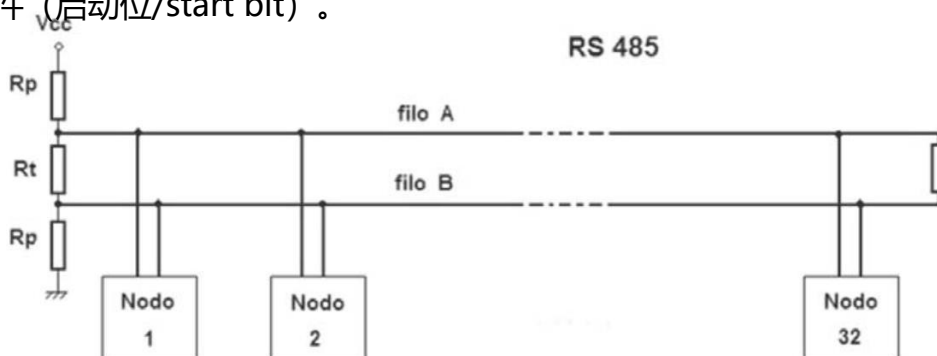 （启动位/start bit）。
Vcc
RS 485
Rp
filo A
Rt
filo B
Rp
Nodo
1
Nodo
2
Nodo
32